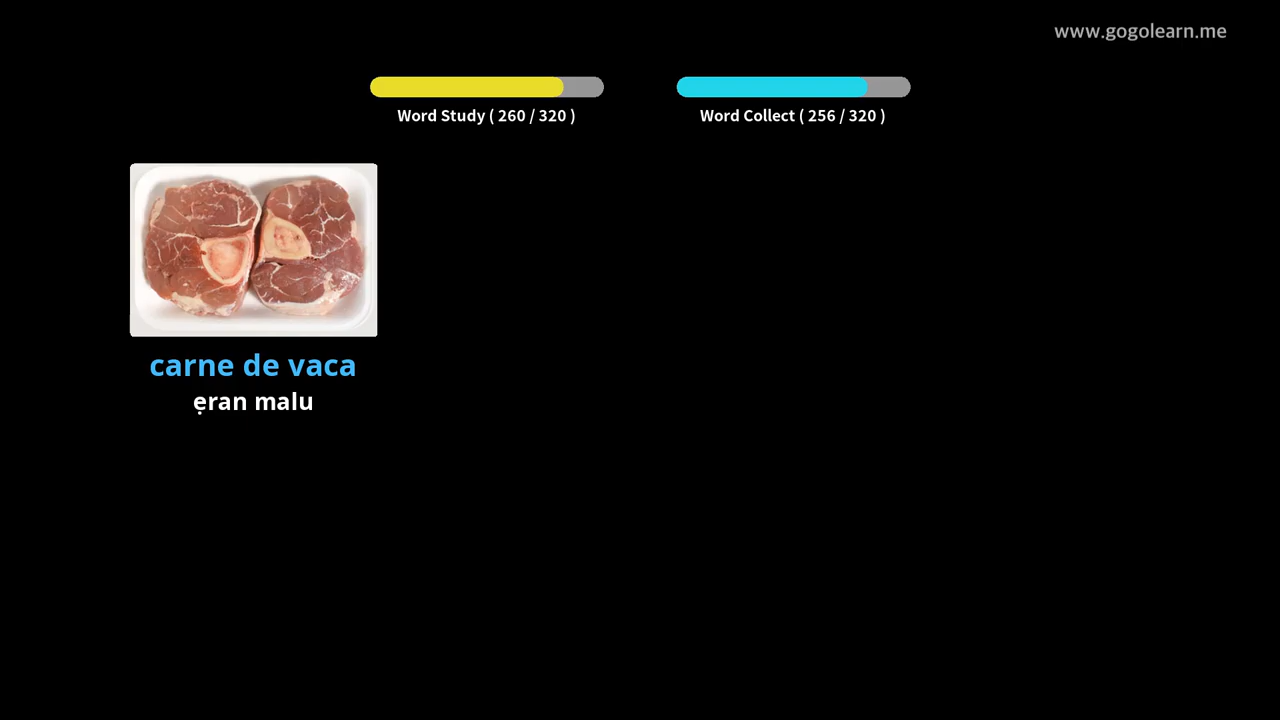 www.gogolearn.me
Word Study ( 260 / 320 )
Word Collect ( 256 / 320 )
carne de vaca
ẹran malu